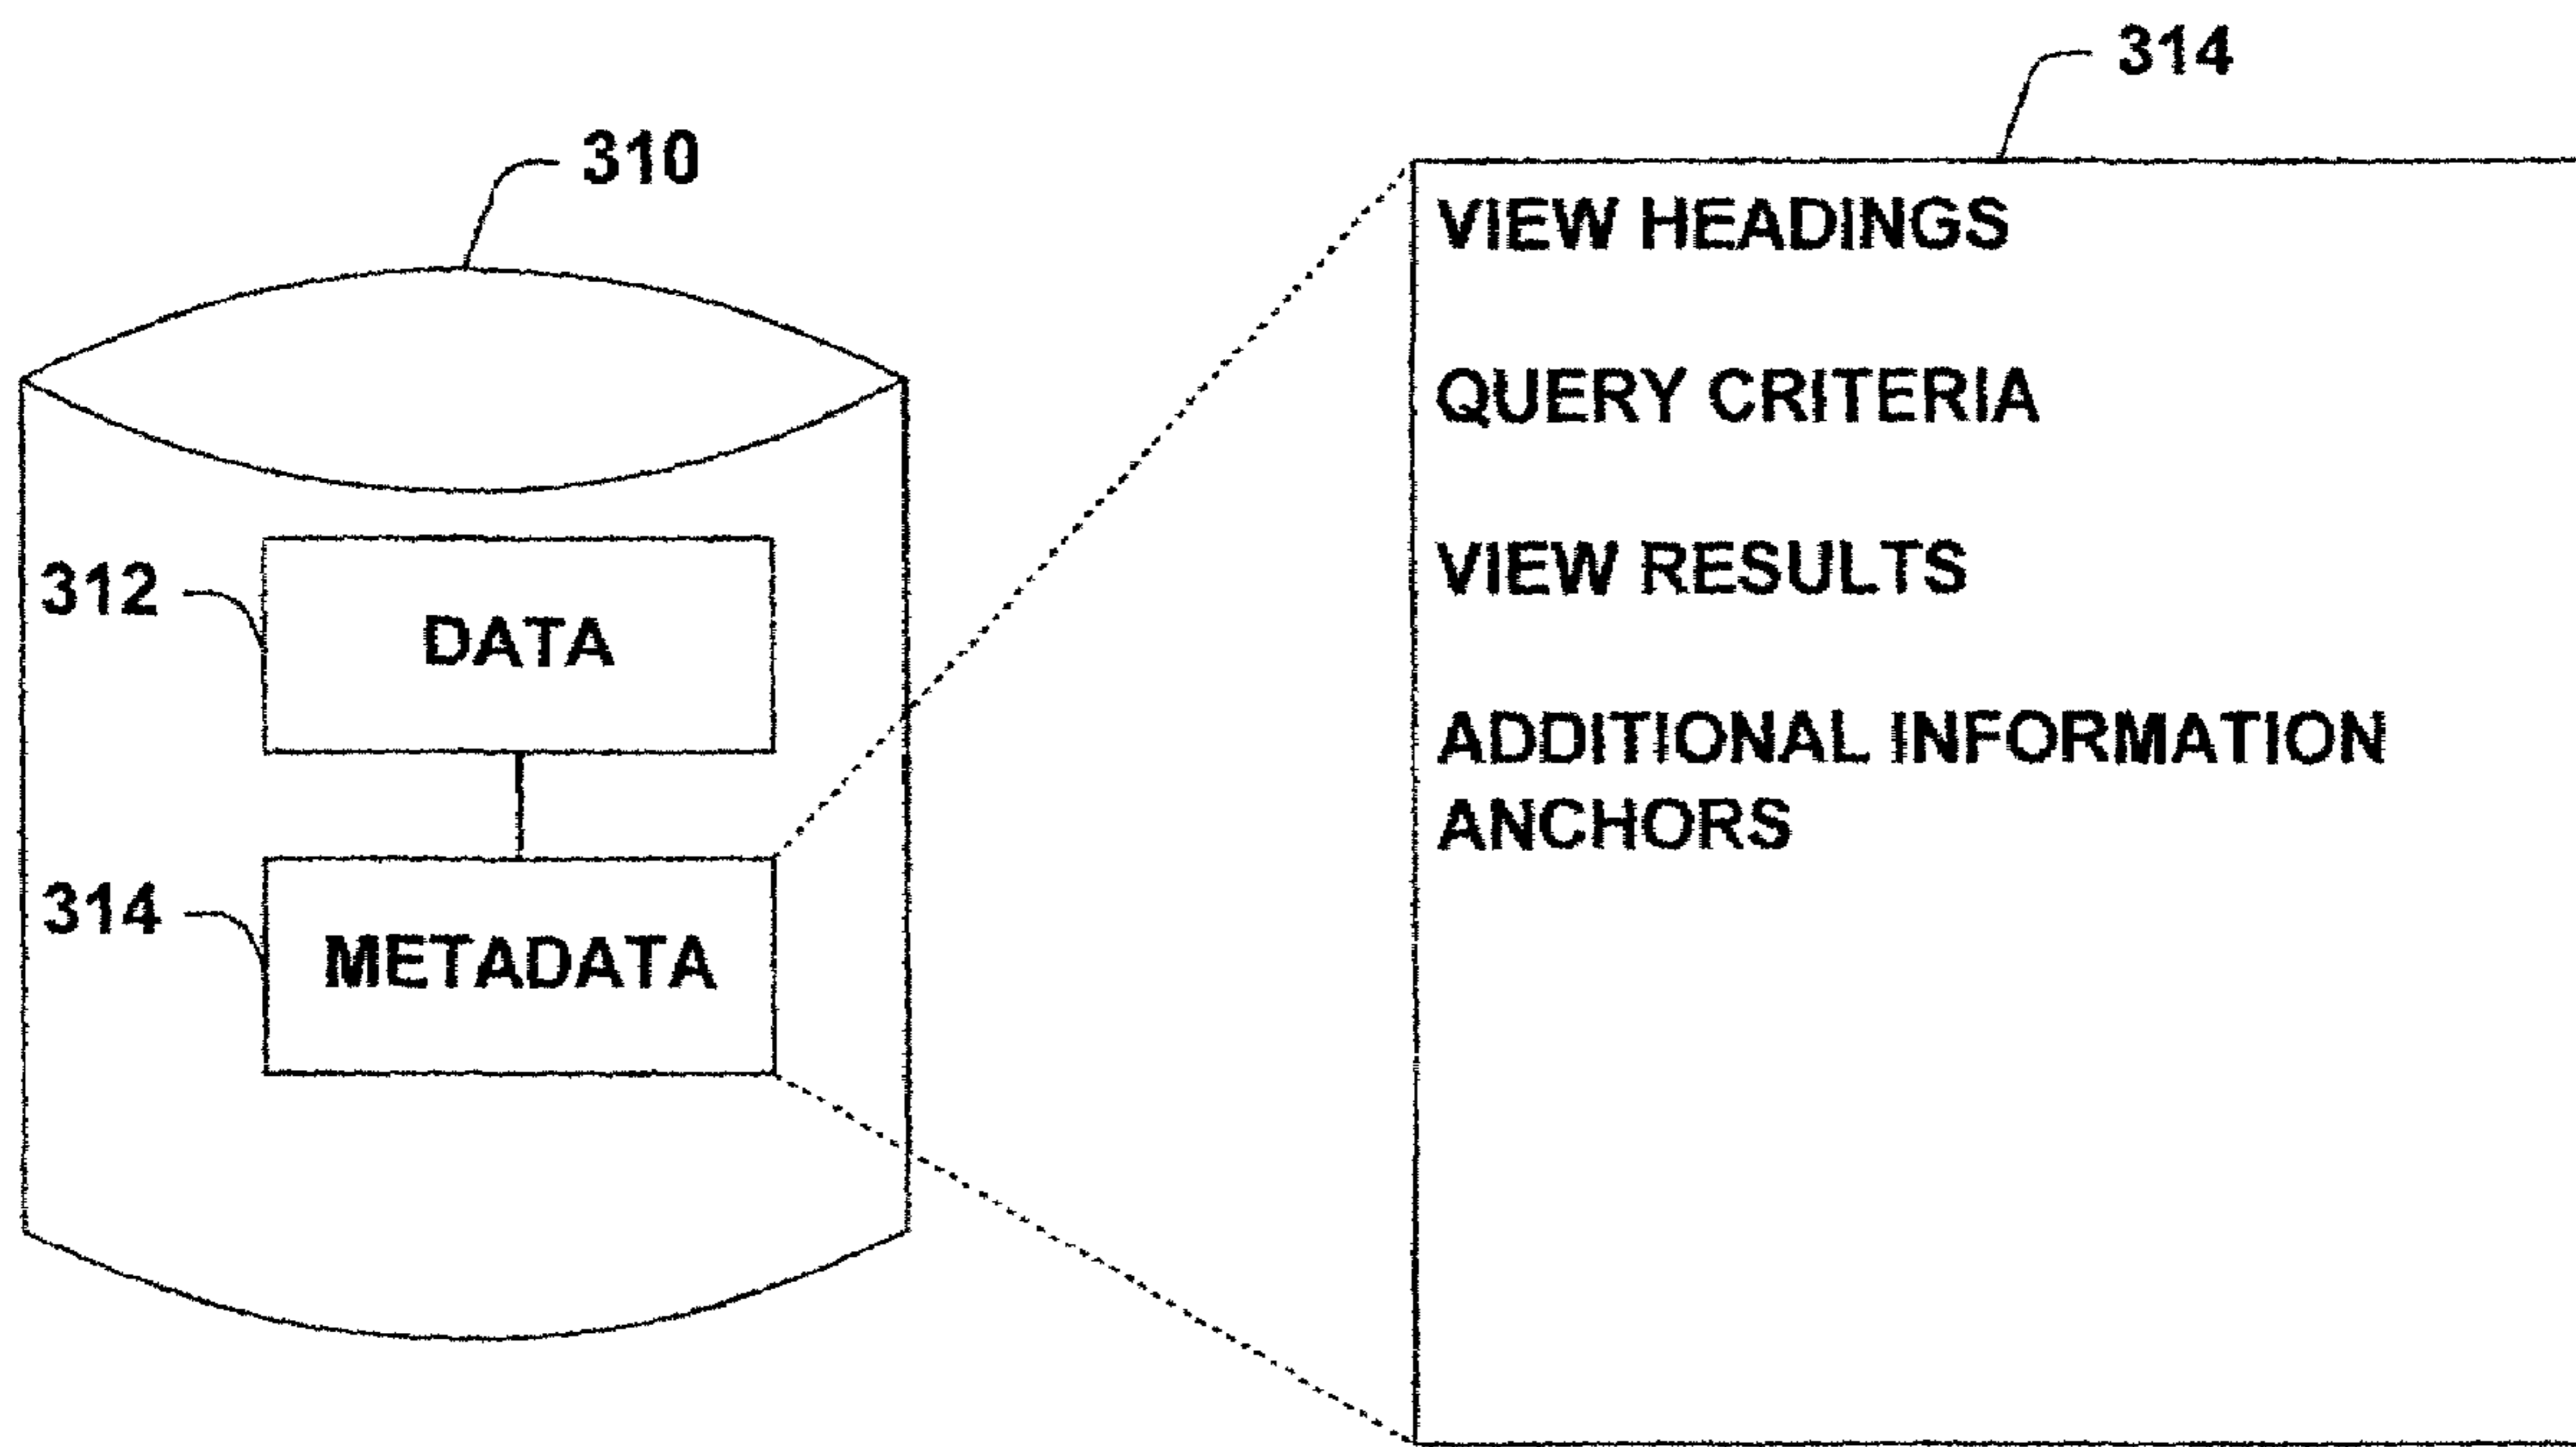 314
310
VIEW HEADINGS
QUERY CRITERIA
VIEW RESULTS
312
DATA
ADDITIONAL INFORMATION
ANCHORS
314
METADATA